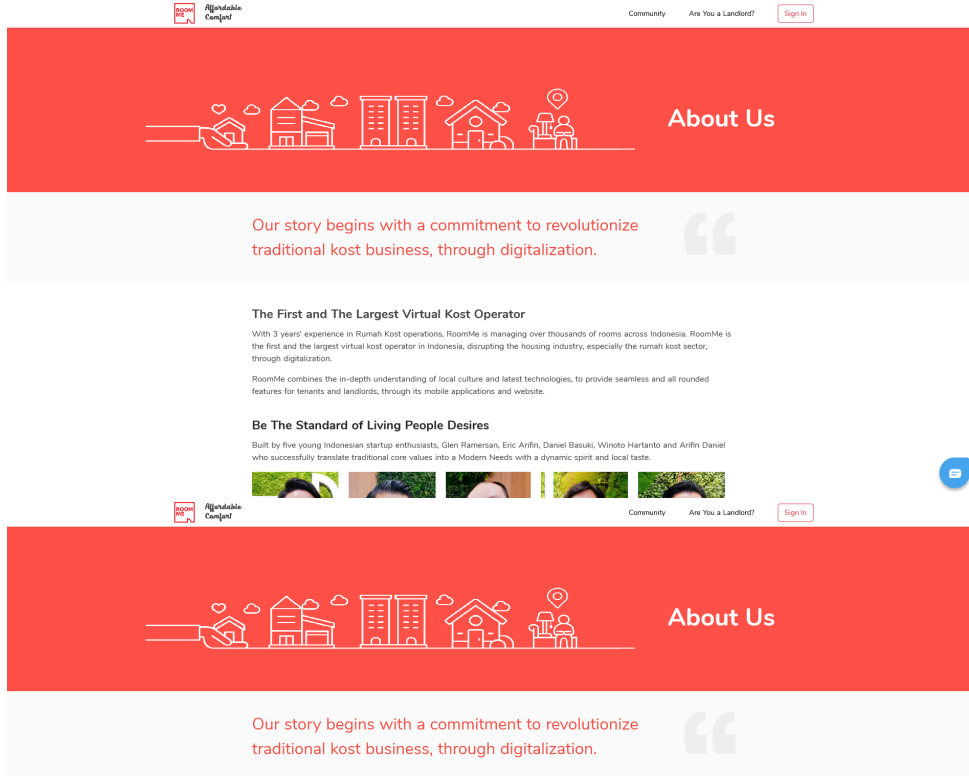 ROOM
ME
Affordable
Comfort
Community
Are You a Landlord?
Sign In
About Us
Our story begins with a commitment to revolutionize
traditional kost business, through digitalization.
The First and The Largest Virtual Kost Operator
With 3 years' experience in Rumah Kost operations, RoomMe is managing over thousands of rooms across Indonesia. RoomMe is
the first and the largest virtual kost operator in Indonesia, disrupting the housing industry, especially the rumah kost sector,
through digitalization.
RoomMe combines the in-depth understanding of local culture and latest technologies, to provide seamless and all rounded
features for tenants and landlords, through its mobile applications and website.
Be The Standard of Living People Desires
Built by five young Indonesian startup enthusiasts, Glen Ramersan, Eric Arifin, Daniel Basuki, Winoto Hartanto and Arifin Daniel
who successfully translate traditional core values into a Modern Needs with a dynamic spirit and local taste.
ROOM
ME
Affordable
Comfort
Community
Are You a Landlord?
Sign In
About Us
Our story begins with a commitment to revolutionize
traditional kost business, through digitalization.